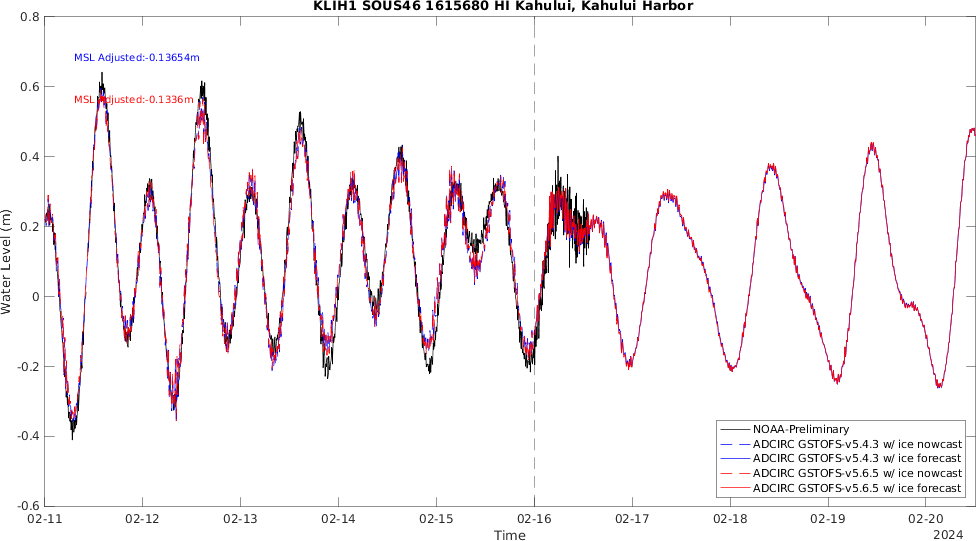 KLIH1 SOUS46 1615680 HI Kahului, Kahului Harbor
0.8
MSL Adjusted:-0.13654m
0.6
MSL Adjusted:-0.1336m
0.4
0.2
0
-0.2
-0.4
-0.6
Water Level (m)
NOAA-Preliminary
ADCIRC GSTOFS-v5.4.3 w/ ice nowcast
ADCIRC GSTOFS-v5.4.3 w/ ice forecast
ADCIRC GSTOFS-v5.6.5 w/ ice nowcast
ADCIRC GSTOFS-v5.6.5 w/ ice forecast
02-11 02-12 02-13 02-14 02-15 02-16 02-17 02-18 02-19 02-20
Time
2024